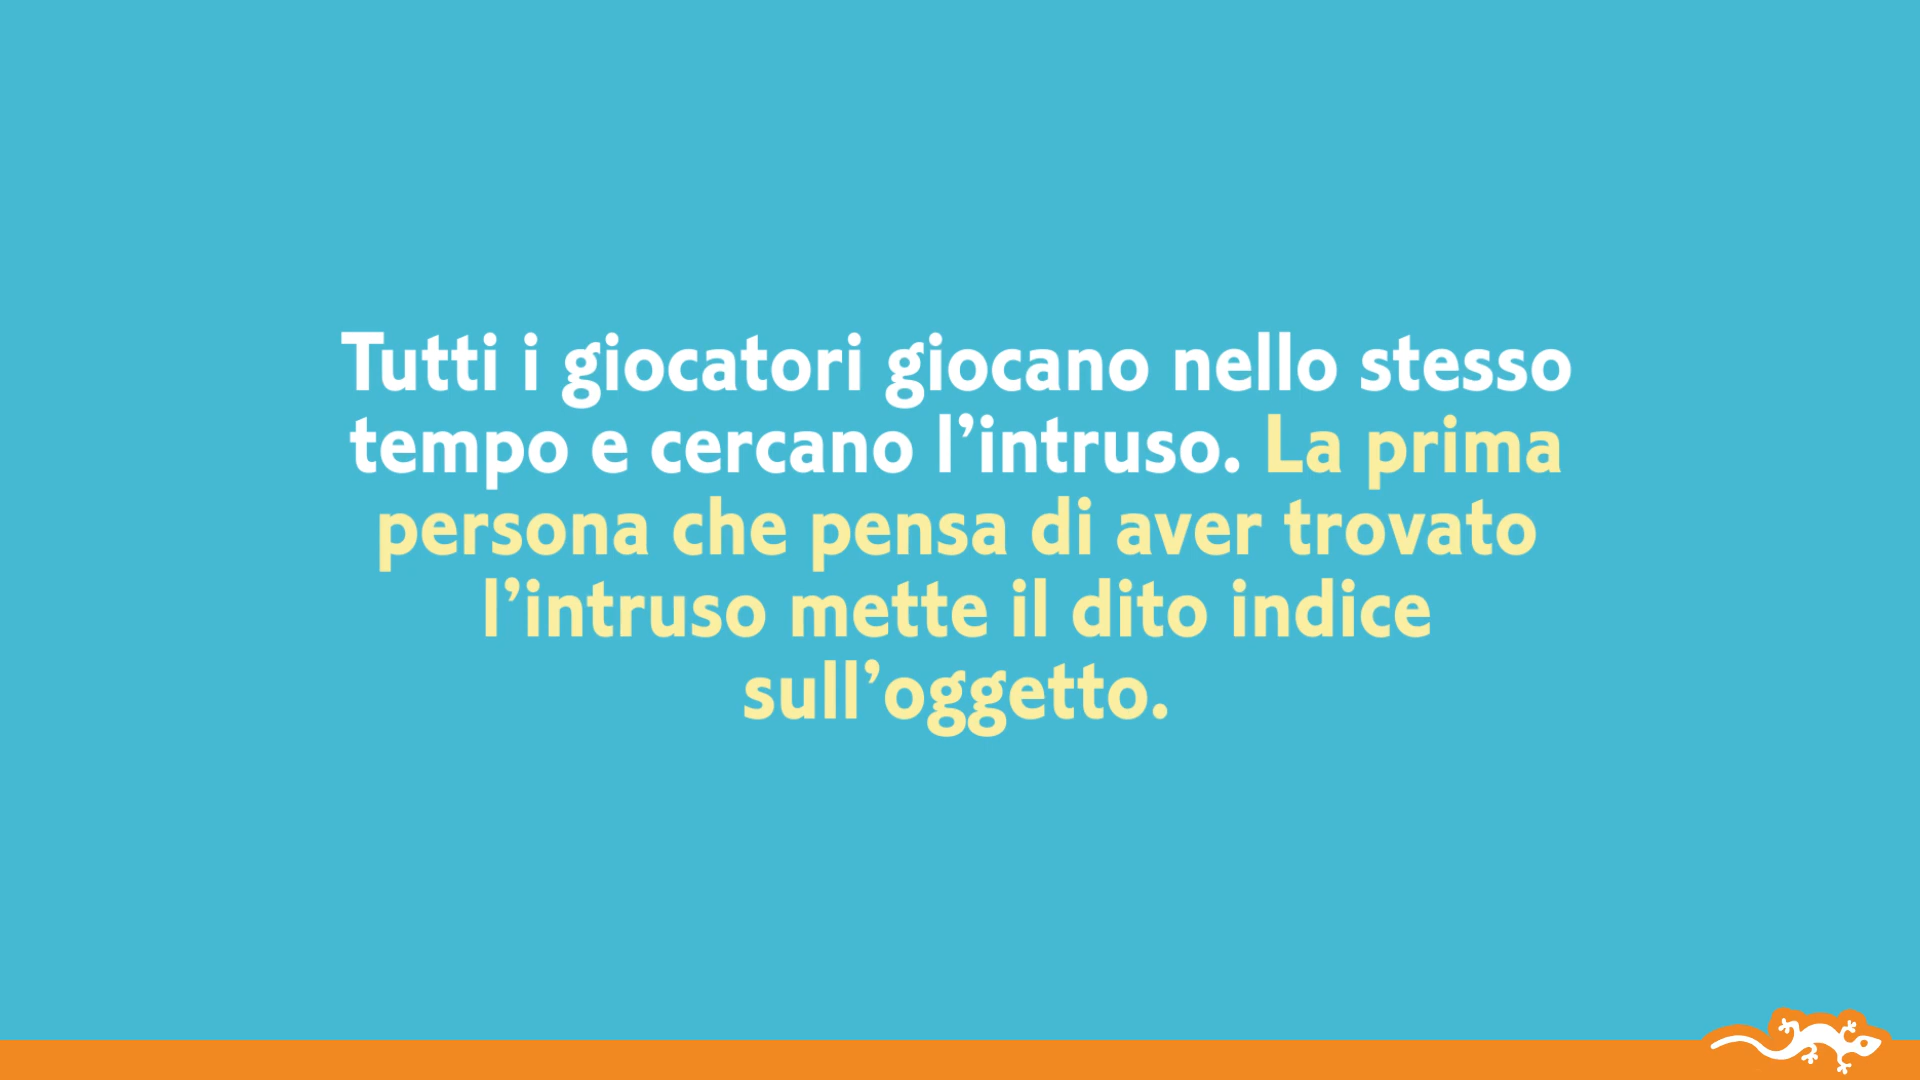 Tutti i giocatori giocano nello stesso
tempo e cercano l’intruso. La prima
persona che pensa di aver trovato
l’intruso mette il dito indice
sull’oggetto.